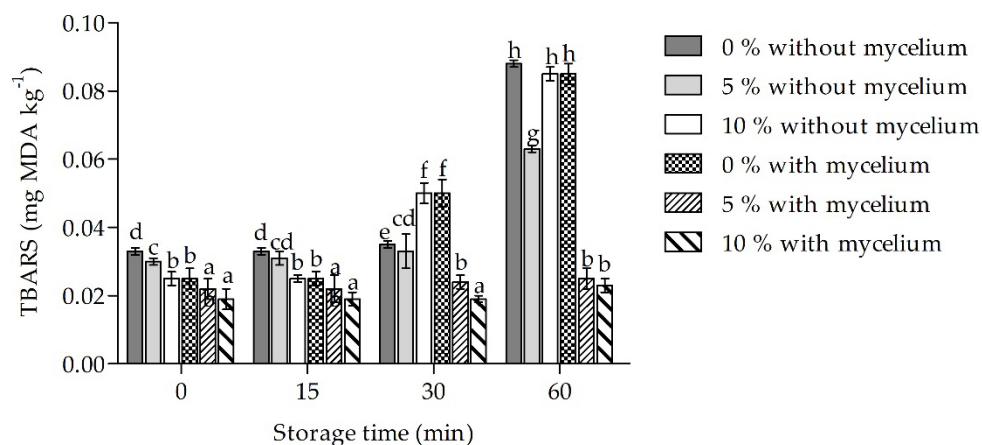 TBARS (mg MDA kg⁻¹)
0.10
0.08
0.06
0.04
0.02
0.00
d c b b a b a
d cd b b a b a
e cd f f b a
h g h h b b
0 15 30 60
Storage time (min)
0 % without mycelium
5 % without mycelium
10 % without mycelium
0 % with mycelium
5 % with mycelium
10 % with mycelium